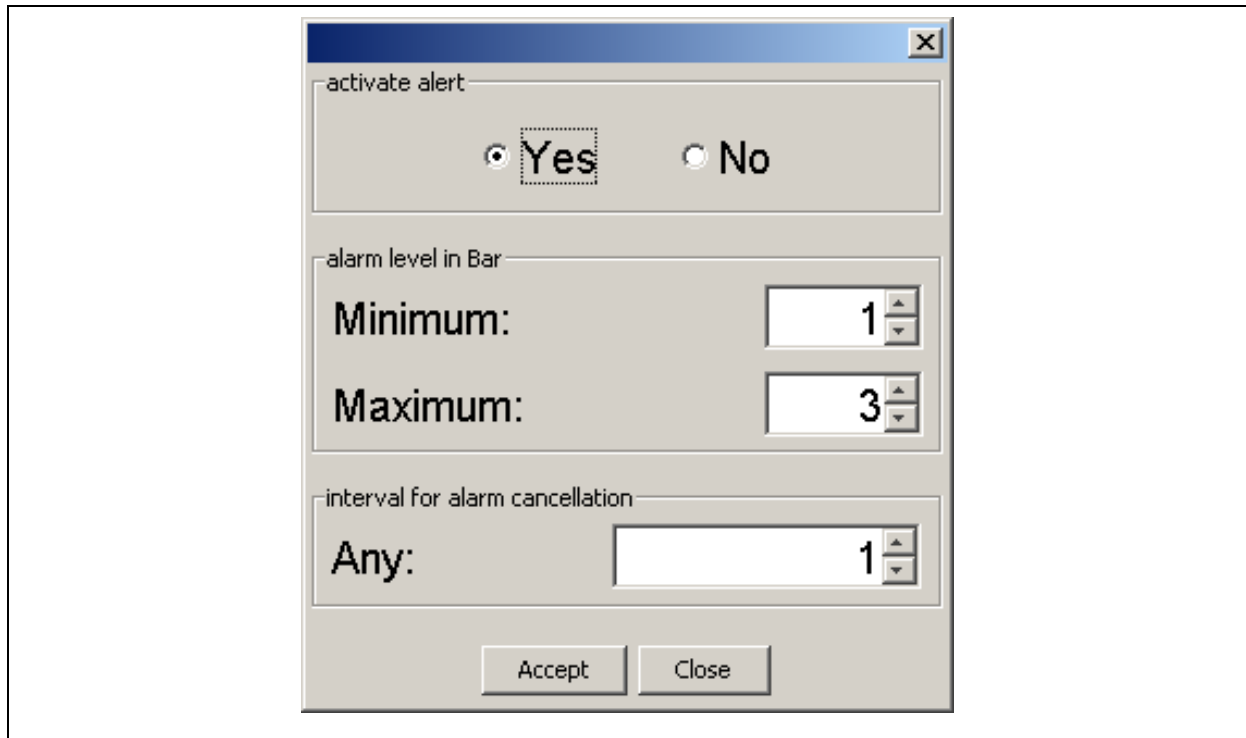 activate alert
Yes No
alarm level in Bar
Minimum: 1
Maximum: 3
interval for alarm cancellation
Any: 1
Accept Close